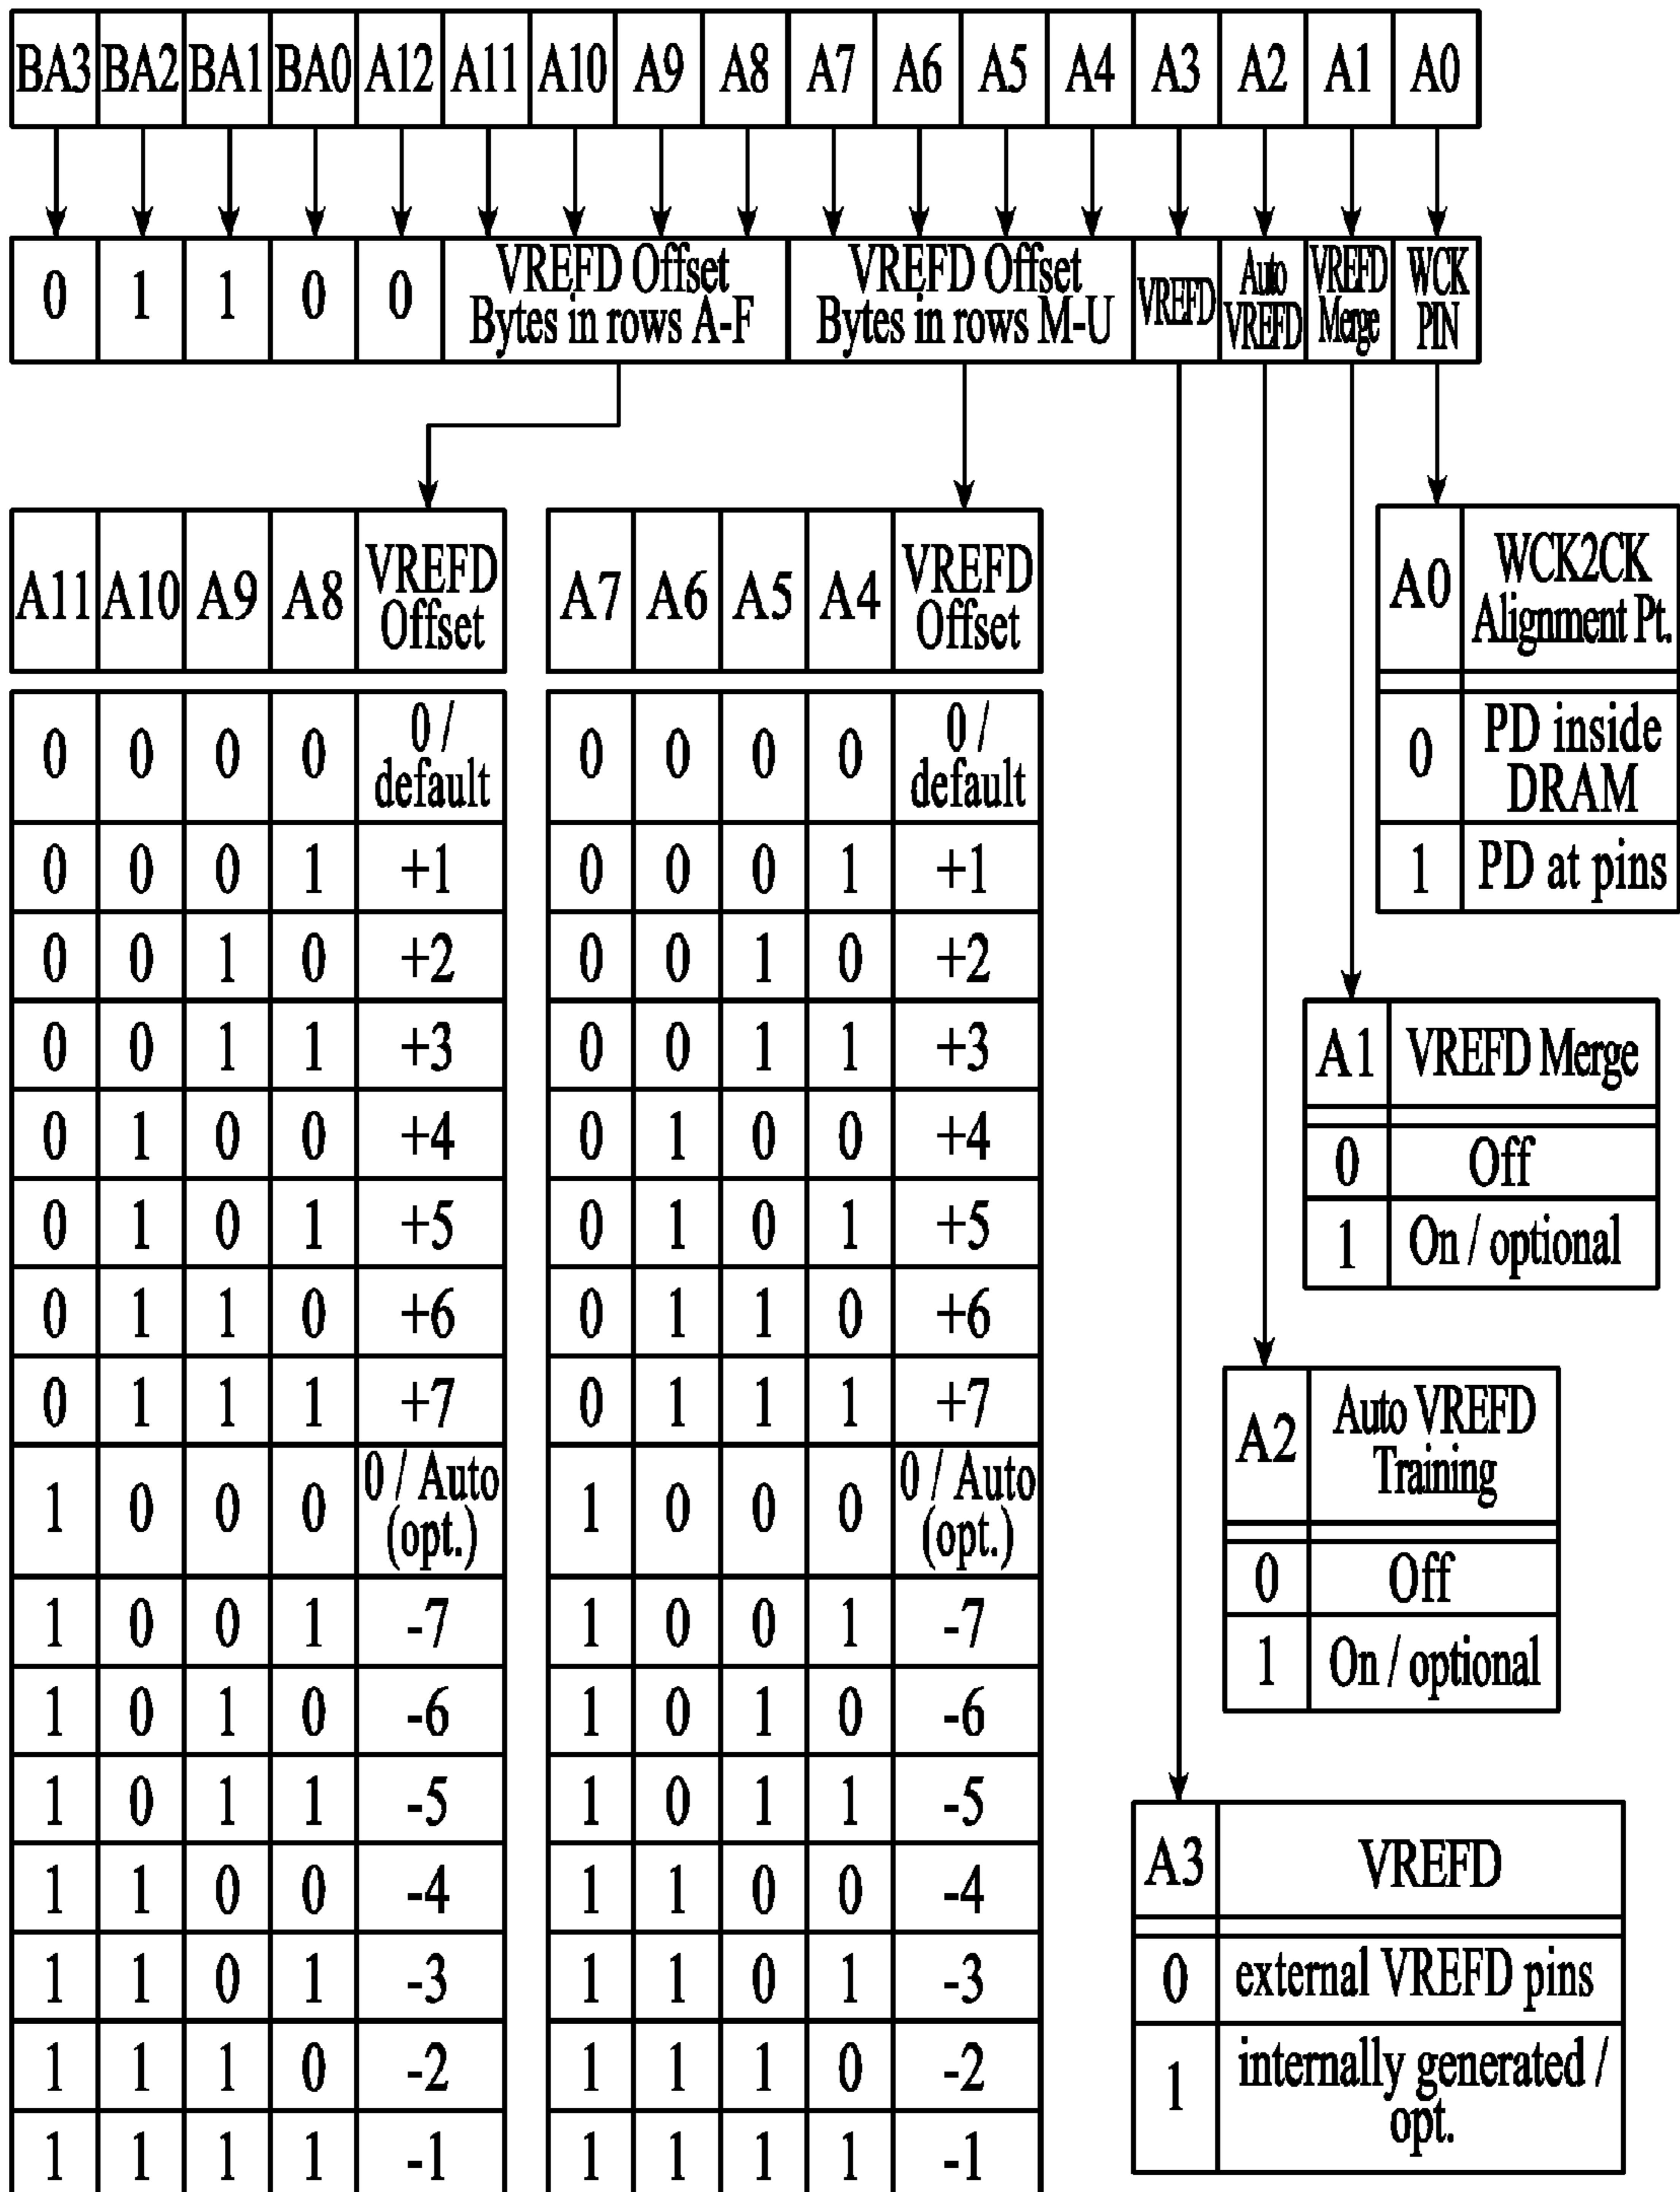 BA3 BA2 BA1 BA0 A12 A11 A10 A9 A8 A7 A6 A5 A4 A3 A2 A1 A0
0 1 1 0 0
VREFD Offset
Bytes in rows A-F
VREFD Offset
Bytes in rows M-U
VREFD
Auto
VREFD
VREFD
Merge
WCK
PIN
A11 A10 A9 A8 VREFD
Offset
0 0 0 0 0 /
default
0 0 0 1 +1
0 0 1 0 +2
0 0 1 1 +3
0 1 0 0 +4
0 1 0 1 +5
0 1 1 0 +6
0 1 1 1 +7
1 0 0 0 0 / Auto
(opt.)
1 0 0 1 -7
1 0 1 0 -6
1 0 1 1 -5
1 1 0 0 -4
1 1 0 1 -3
1 1 1 0 -2
1 1 1 1 -1
A7 A6 A5 A4 VREFD
Offset
0 0 0 0 0 /
default
0 0 0 1 +1
0 0 1 0 +2
0 0 1 1 +3
0 1 0 0 +4
0 1 0 1 +5
0 1 1 0 +6
0 1 1 1 +7
1 0 0 0 0 / Auto
(opt.)
1 0 0 1 -7
1 0 1 0 -6
1 0 1 1 -5
1 1 0 0 -4
1 1 0 1 -3
1 1 1 0 -2
1 1 1 1 -1
A0 WCK2CK
Alignment Pt.
0 PD inside
DRAM
1 PD at pins
A1 VREFD Merge
0 Off
1 On / optional
A2 Auto VREFD
Training
0 Off
1 On / optional
A3 VREFD
0 external VREFD pins
1 internally generated /
opt.